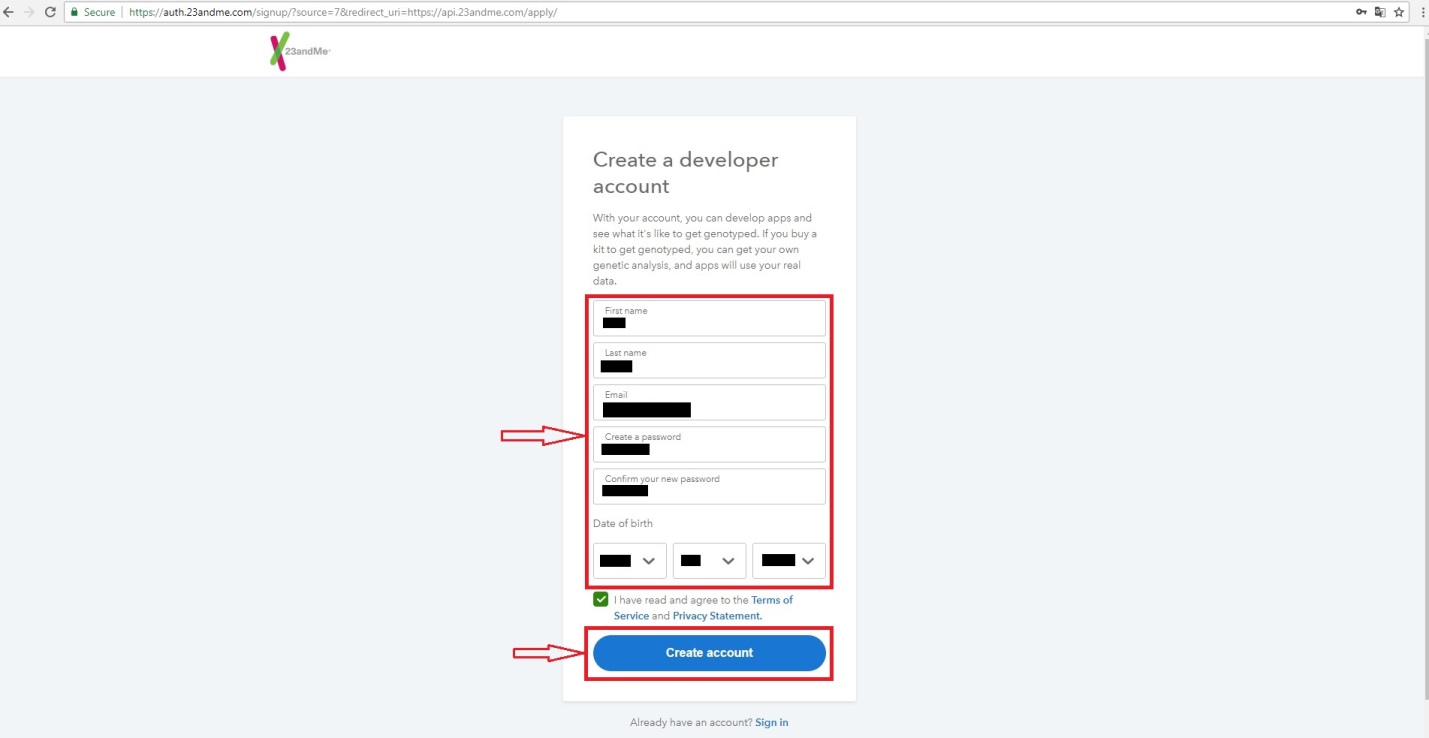 Secure | https://auth.23andme.com/signup/?source=7&redirect_uri=https://api.23andme.com/apply/
23andMe
Create a developer
account
With your account, you can develop apps and
see what it's like to get genotyped. If you buy a
kit to get genotyped, you can get your own
genetic analysis, and apps will use your real
data.
First name
Last name
Email
Create a password
Confirm your new password
Date of birth
I have read and agree to the Terms of
Service and Privacy Statement.
Create account
Already have an account? Sign in